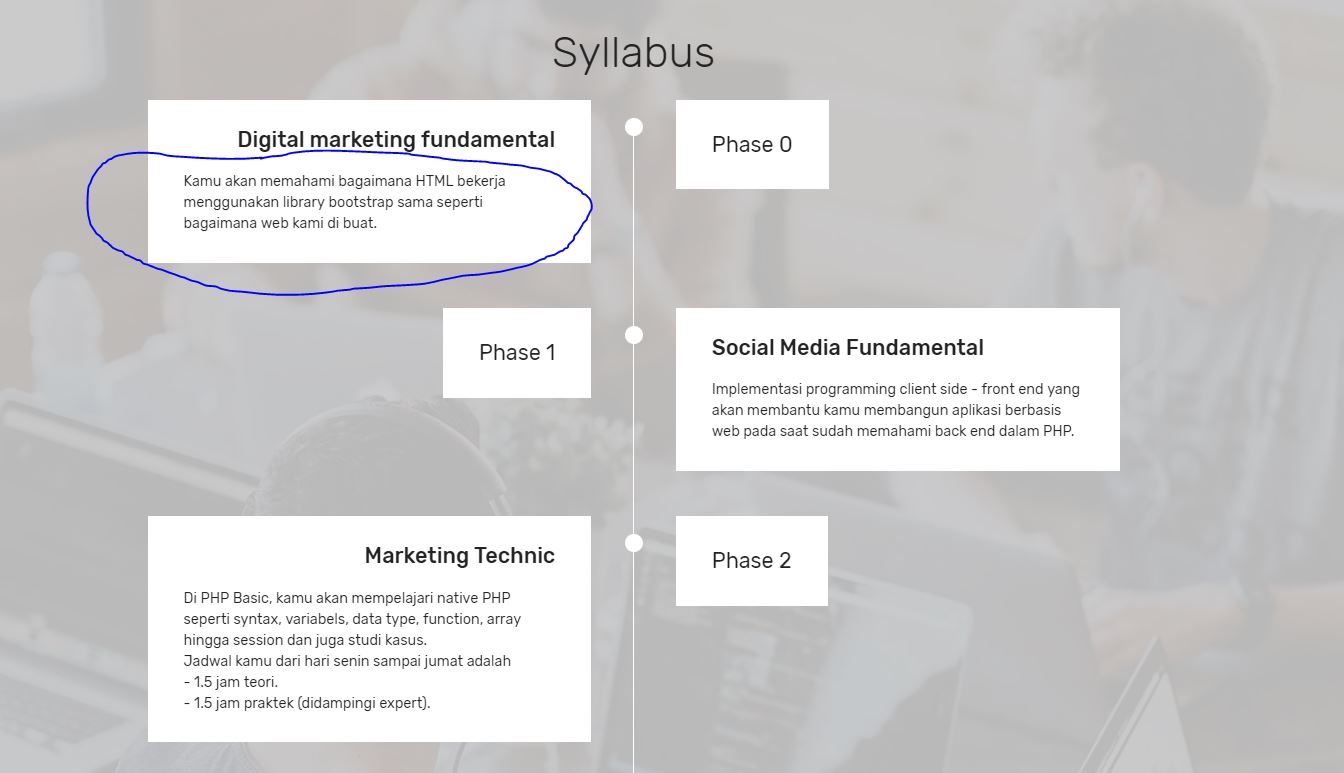 Syllabus
Digital marketing fundamental
Kamu akan memahami bagaimana HTML bekerja
menggunakan library bootstrap sama seperti
bagaimana web kami di buat.
Phase 0
Phase 1
Social Media Fundamental
Implementasi programming client side - front end yang
akan membantu kamu membangun aplikasi berbasis
web pada saat sudah memahami back end dalam PHP.
Marketing Technic
Di PHP Basic, kamu akan mempelajari native PHP
seperti syntax, variabels, data type, function, array
hingga session dan juga studi kasus.
Jadwal kamu dari hari senin sampai jumat adalah
- 1.5 jam teori.
- 1.5 jam praktek (didampingi expert).
Phase 2